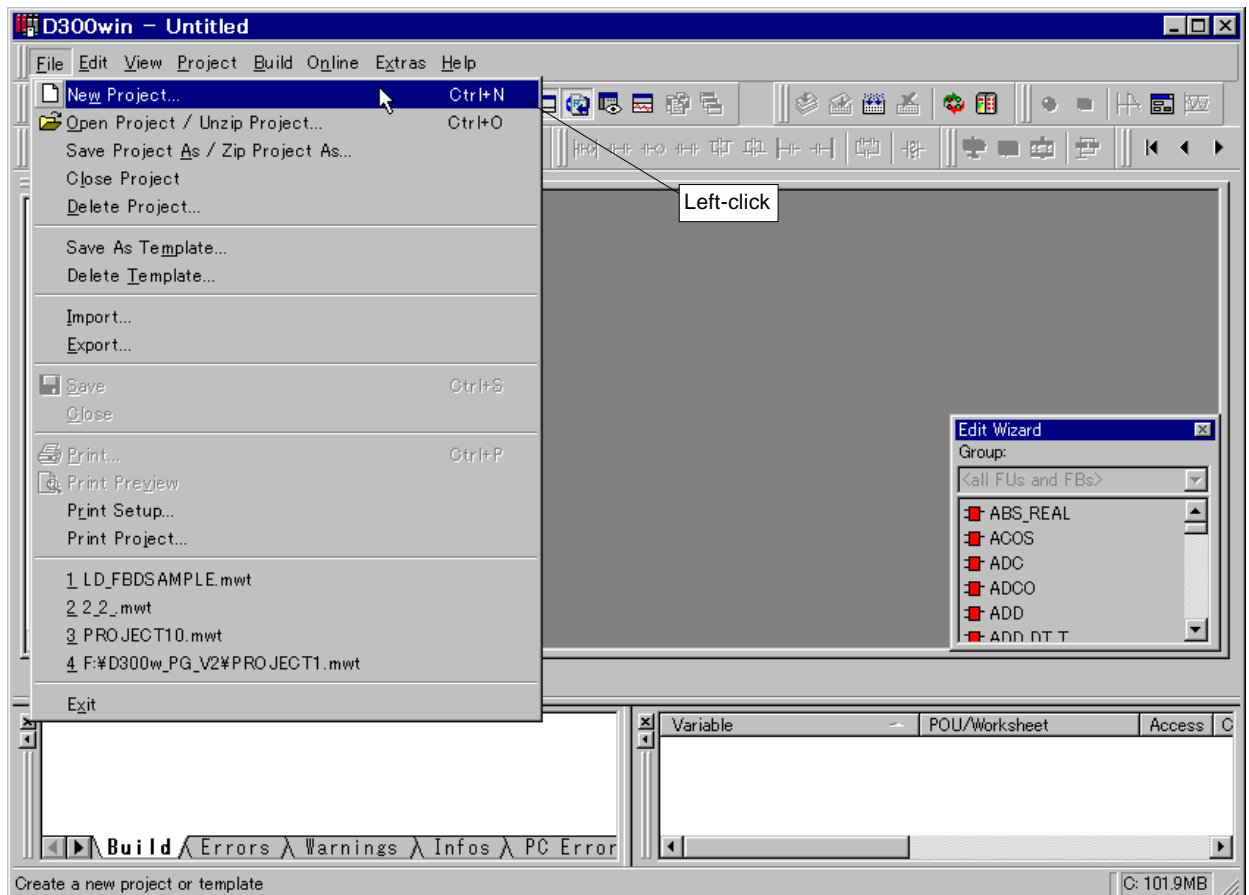 D300win - Untitled
File Edit View Project Build Online Extras Help
New Project... Ctrl+N
Open Project / Unzip Project... Ctrl+O
Save Project As / Zip Project As...
Close Project
Delete Project...
Left-click
Save As Template...
Delete Template...
Import...
Export...
Save Ctrl+S
Close
Print... Ctrl+P
Print Preview
Print Setup...
Print Project...
1 LD_FBDSAMPLE.mwt
2 2_2_.mwt
3 PROJECT10.mwt
4 F:¥D300w_PG_V2¥PROJECT1.mwt
Exit
Edit Wizard
Group:
<all FUs and FBs>
ABS_REAL
ACOS
ADC
ADCO
ADD
ADD_DT_T
Variable POU/Worksheet Access C
Build Errors Warnings Infos PC Error
Create a new project or template C: 101.9MB